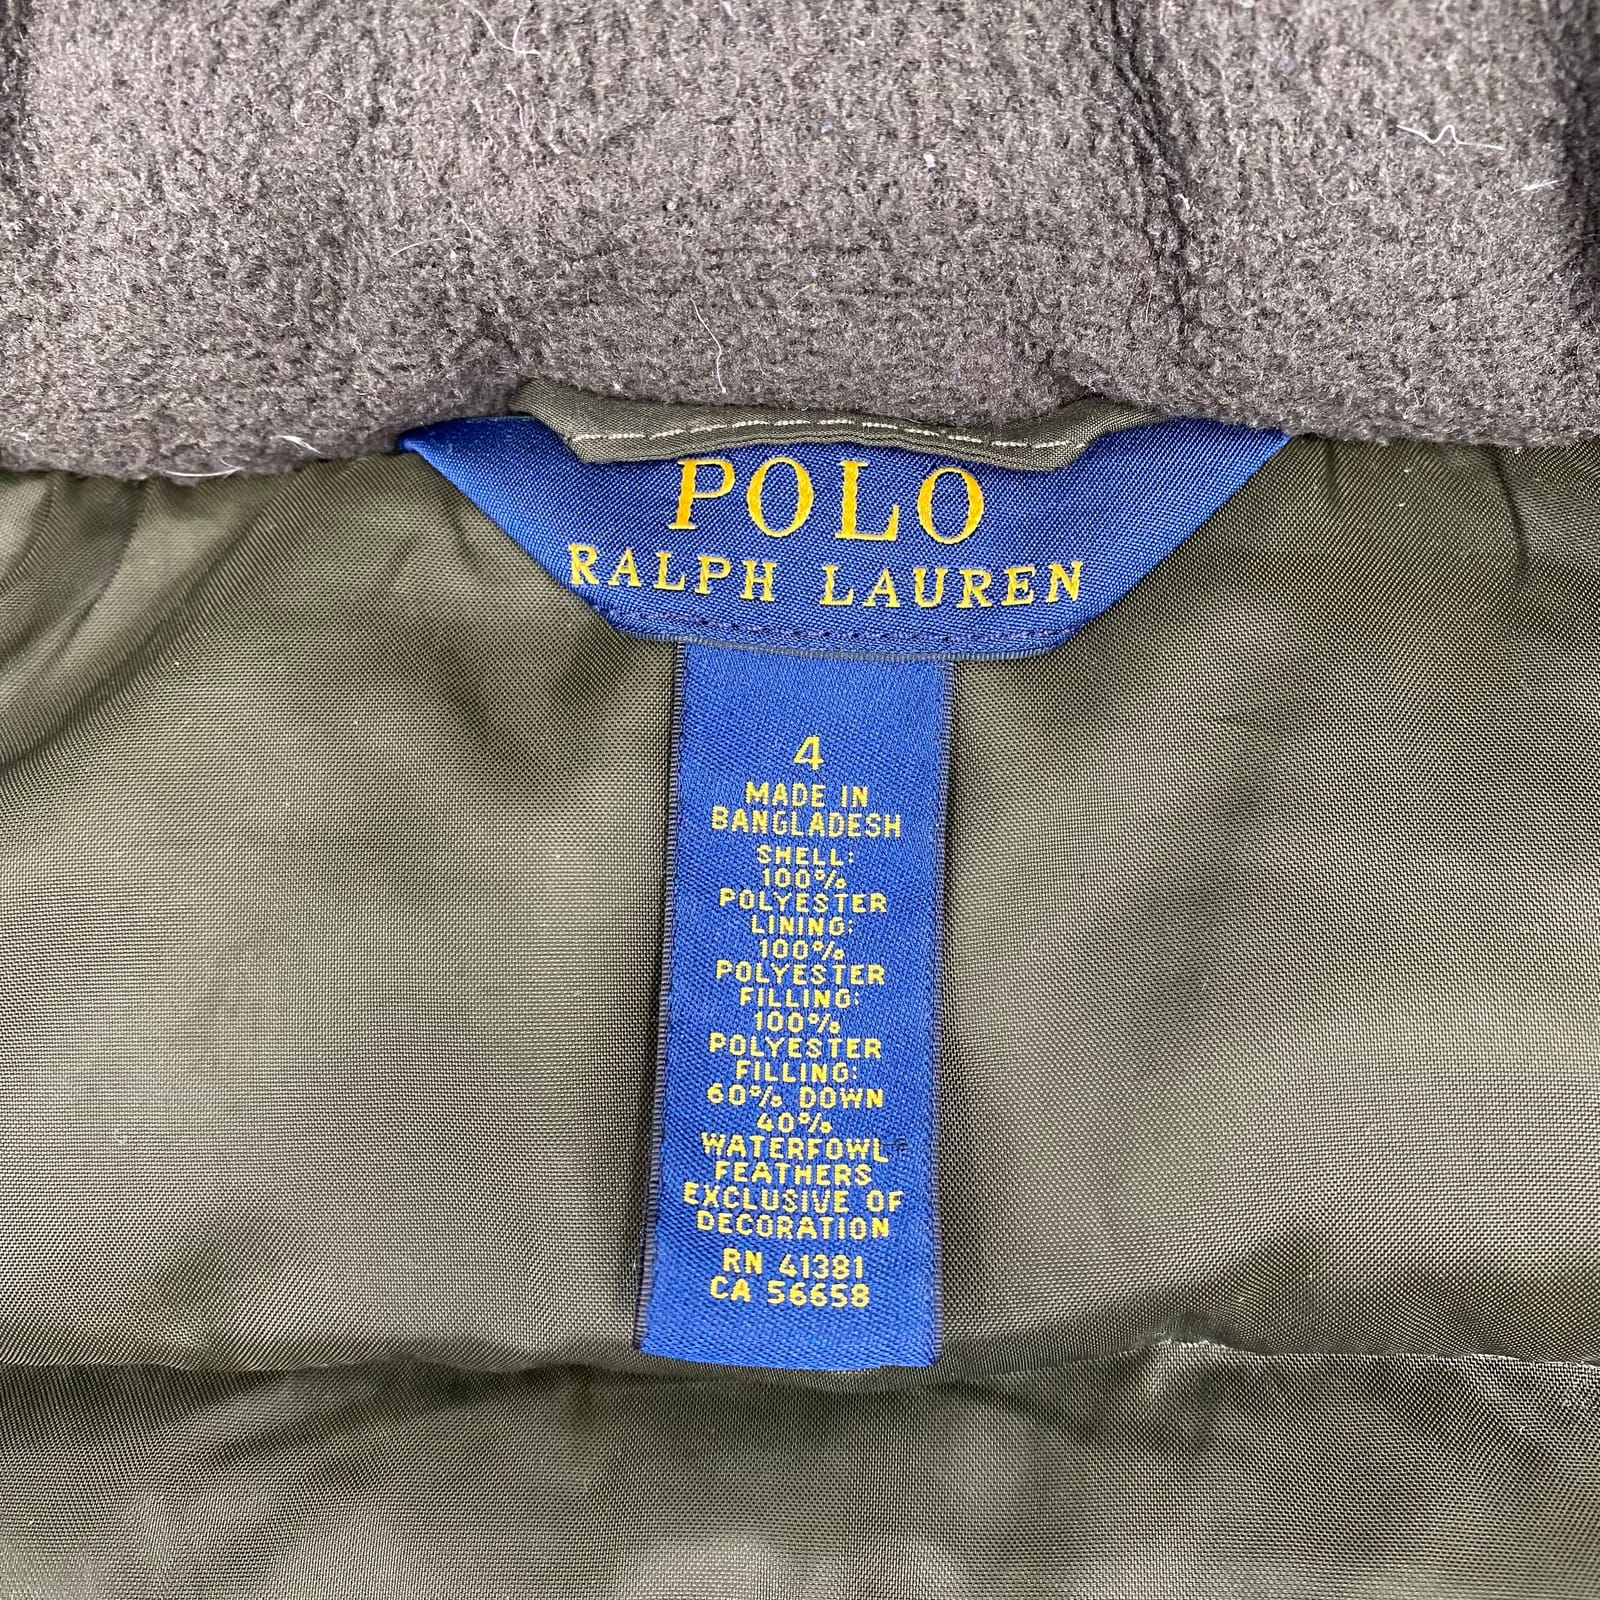 POLO
RALPH LAUREN
4
MADE IN
BANGLADESH
SHELL:
100%
POLYESTER
LINING:
100%
POLYESTER
FILLING:
100%
POLYESTER
FILLING:
60% DOWN
40%
WATERFOWL
FEATHERS
EXCLUSIVE OF
DECORATION
RN 41381
CA 56658